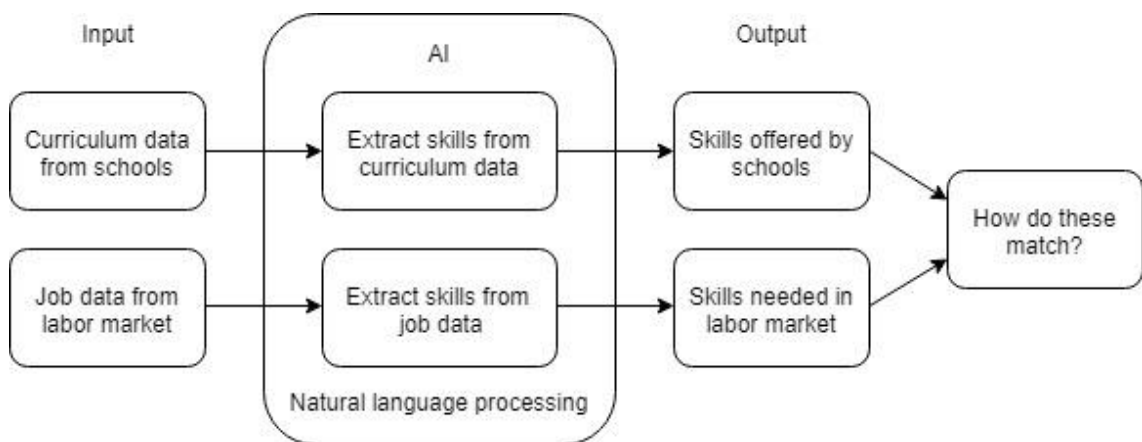 Input
AI
Output
Curriculum data
from schools
Extract skills from
curriculum data
Skills offered by
schools
How do these
match?
Job data from
labor market
Extract skills from
job data
Skills needed in
labor market
Natural language processing